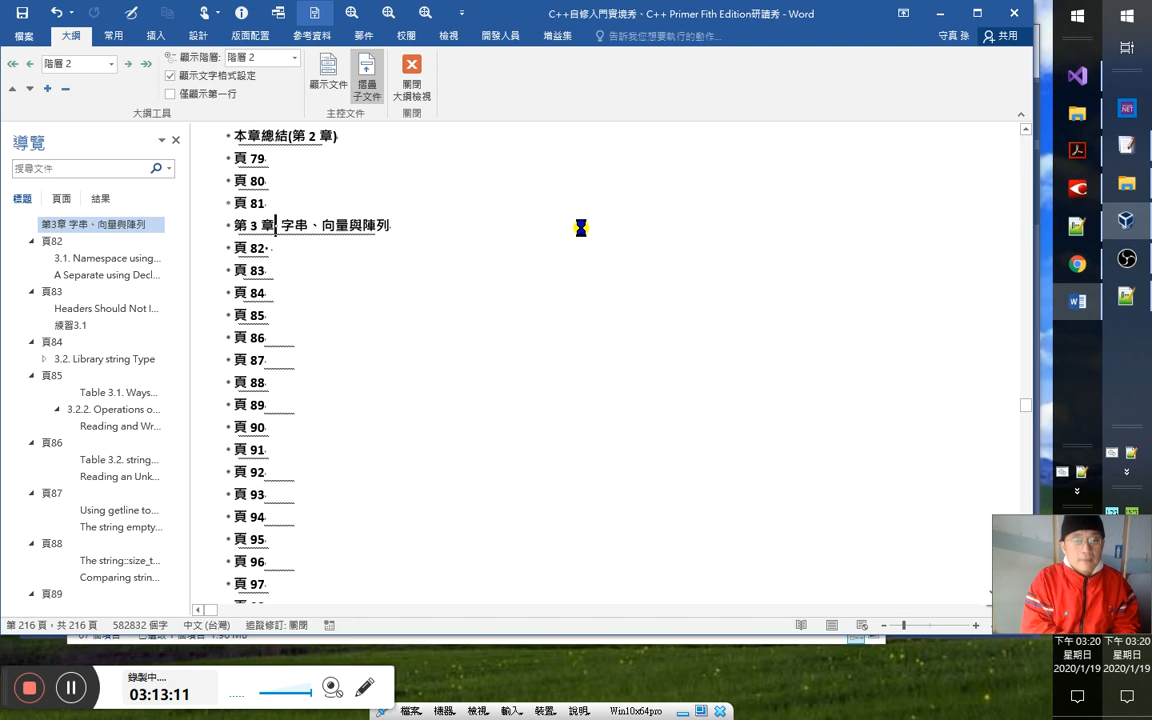 C++自修入門實境秀、C++ Primer Fith Edition研讀秀 - Word
檔案 大綱 常用 插入 設計 版面配置 參考資料 郵件 校閱 檢視 開發人員 增益集 告訴我您想要執行的動作... 守真 孫 共用
階層 2
顯示階層: 階層 2
顯示文字格式設定
僅顯示第一行
大綱工具
顯示文件
摺疊
子文件
主控文件
關閉
大綱檢視
關閉
導覽
搜尋文件
標題 頁面 結果
第3章 字串、向量與陣列
頁82
3.1. Namespace using...
A Separate using Decl...
頁83
Headers Should Not I...
練習3.1
頁84
3.2. Library string Type
頁85
Table 3.1. Ways...
3.2.2. Operations o...
Reading and Wr...
頁86
Table 3.2. string...
Reading an Unk...
頁87
Using getline to...
The string empty...
頁88
The string::size_t...
Comparing strin...
頁89
本章總結(第 2 章)
頁 79
頁 80
頁 81
第 3 章 字串、向量與陣列
頁 82
頁 83
頁 84
頁 85
頁 86
頁 87
頁 88
頁 89
頁 90
頁 91
頁 92
頁 93
頁 94
頁 95
頁 96
頁 97
第 216 頁，共 216 頁 582832 個字 中文 (台灣) 追蹤修訂: 關閉
錄製中....
03:13:11
檔案 機器 檢視 輸入 裝置 說明 Win10x64pro
.NET
下午 03:20
星期日
2020/1/19
下午 03:20
星期日
2020/1/19